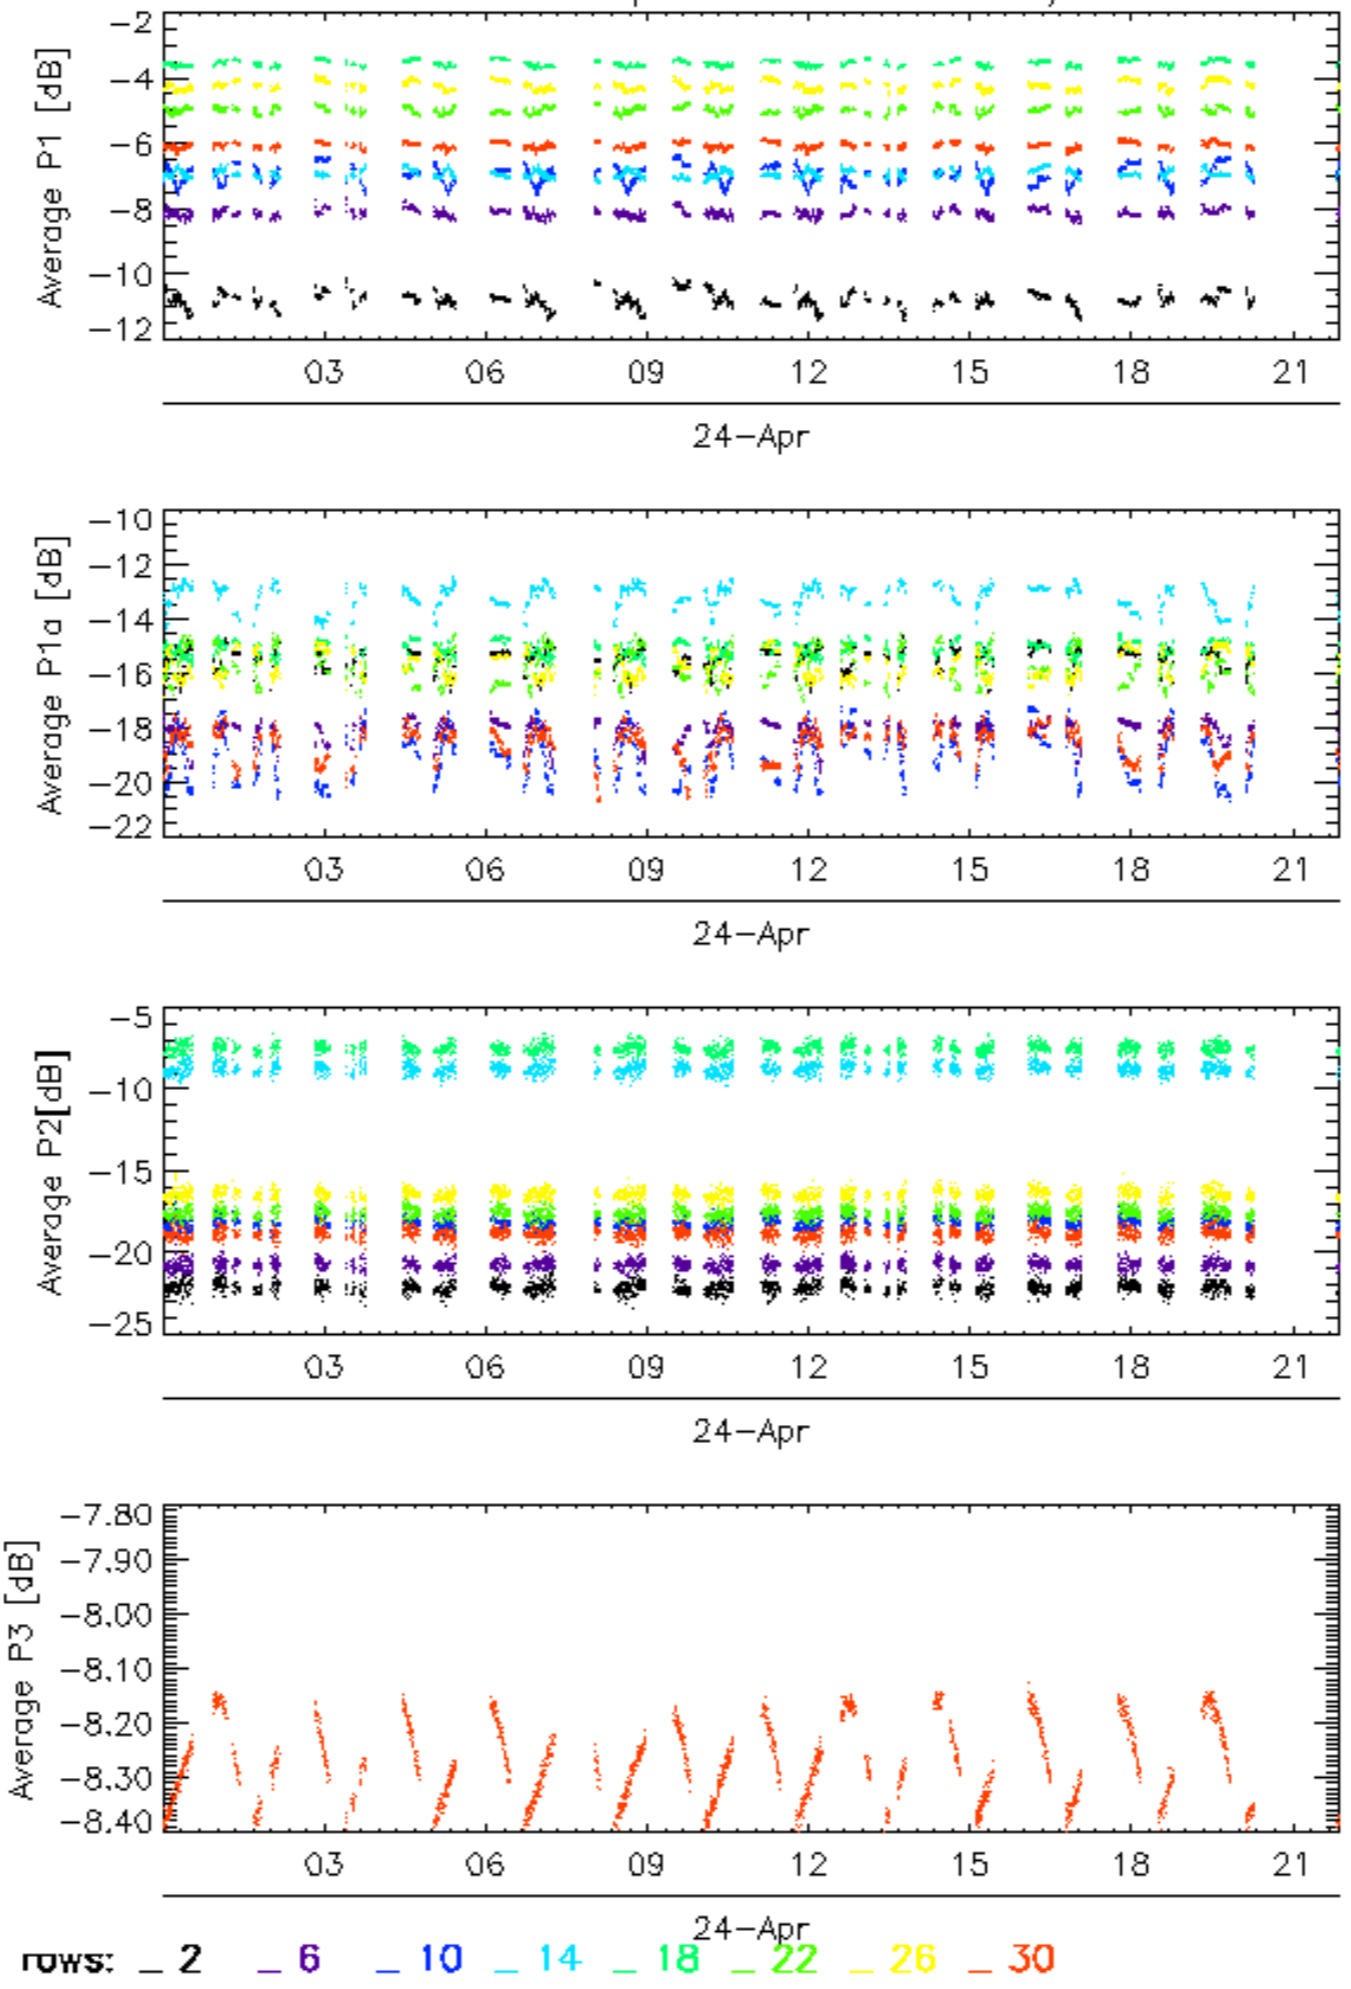 -2
-4
-6
-8
-10
-12
Average P1 [dB]
03 06 09 12 15 18 21
24-Apr
-10
-12
-14
-16
-18
-20
-22
Average P1a [dB]
03 06 09 12 15 18 21
24-Apr
-5
-10
-15
-20
-25
Average P2[dB]
03 06 09 12 15 18 21
24-Apr
-7.80
-7.90
-8.00
-8.10
-8.20
-8.30
-8.40
Average P3 [dB]
03 06 09 12 15 18 21
24-Apr
rows: _ 2 _ 6 _ 10 _ 14 _ 18 _ 22 _ 26 _ 30